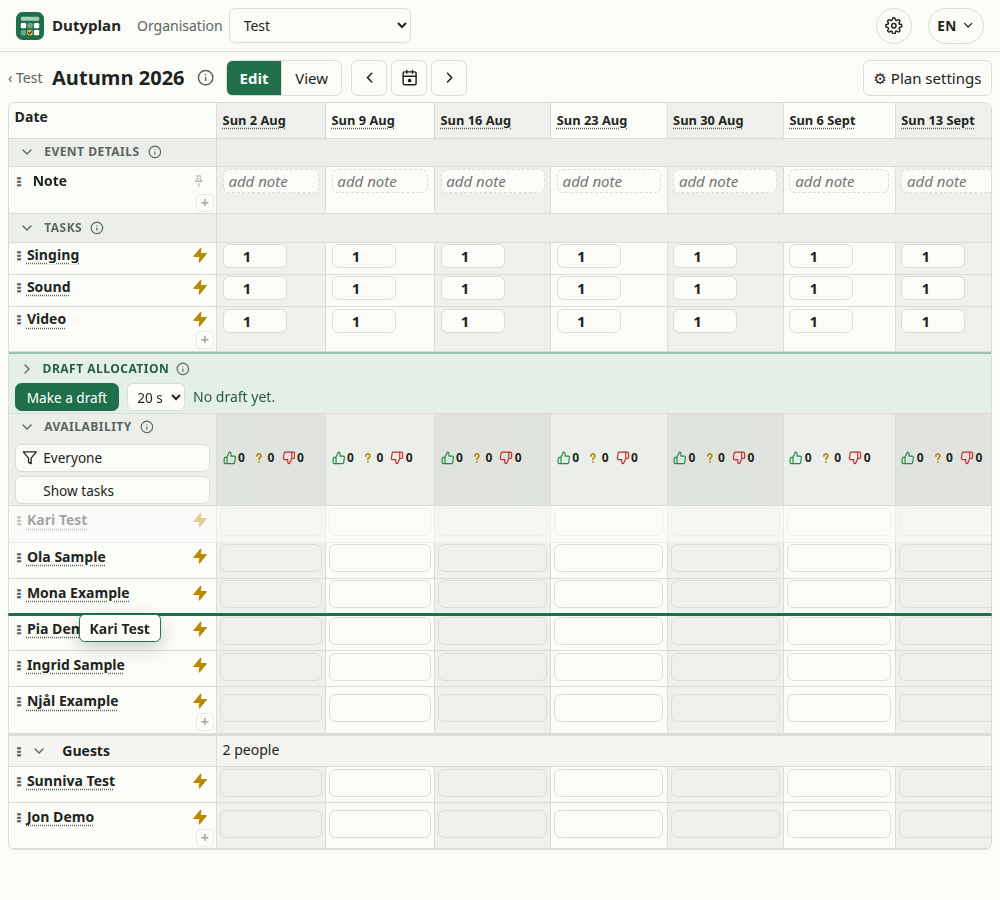 Dutyplan Organisation Test EN
‹ Test Autumn 2026 Edit View Plan settings
Date Sun 2 Aug Sun 9 Aug Sun 16 Aug Sun 23 Aug Sun 30 Aug Sun 6 Sept Sun 13 Sept
EVENT DETAILS
Note add note add note add note add note add note add note add note
+
TASKS
Singing 1 1 1 1 1 1 1
Sound 1 1 1 1 1 1 1
Video 1 1 1 1 1 1 1
+
DRAFT ALLOCATION
Make a draft 20 s No draft yet.
AVAILABILITY
Everyone 0 ? 0 0 0 ? 0 0 0 ? 0 0 0 ? 0 0 0 ? 0 0 0 ? 0 0 0 ? 0 0
Show tasks
Kari Test
Ola Sample
Mona Example
Pia Dem
Kari Test
Ingrid Sample
Njål Example
+
Guests 2 people
Sunniva Test
Jon Demo
+